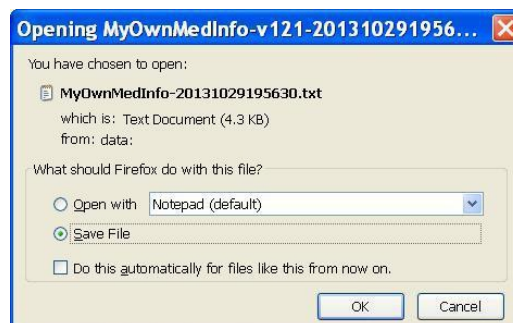 Opening MyOwnMedInfo-v121-201310291956...
You have chosen to open:
MyOwnMedInfo-20131029195630.txt
which is: Text Document (4.3 KB)
from: data:
What should Firefox do with this file?
Open with Notepad (default)
Save File
Do this automatically for files like this from now on.
OK Cancel